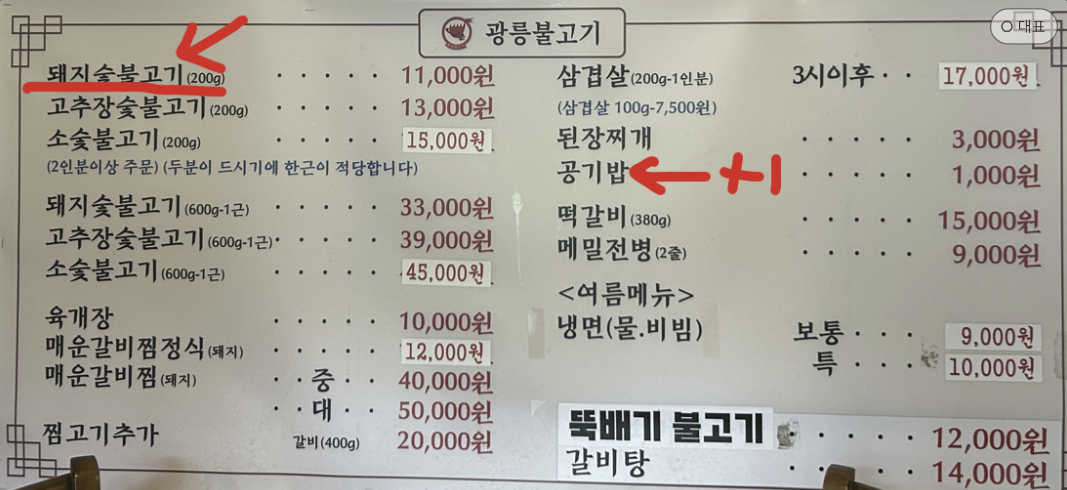 광릉불고기
대표
돼지숯불고기(200g) · · · · · 11,000원
고추장숯불고기(200g) · · · · · 13,000원
소숯불고기(200g) · · · · · 15,000원
(2인분이상 주문) (두분이 드시기에 한근이 적당합니다)
돼지숯불고기(600g-1근) · · · · · 33,000원
고추장숯불고기(600g-1근) · · · · · 39,000원
소숯불고기(600g-1근) · · · · · 45,000원
육개장 · · · · · 10,000원
매운갈비찜정식(돼지) · · · · · 12,000원
매운갈비찜(돼지) · · 중 · · 40,000원
· · 대 · · 50,000원
찜고기추가 갈비(400g) · · 20,000원
삼겹살(200g-1인분) 3시이후 · · 17,000원
(삼겹살 100g-7,500원)
된장찌개 · · · · · 3,000원
공기밥 +1 · · · · · 1,000원
떡갈비(380g) · · · · · 15,000원
메밀전병(2줄) · · · · · 9,000원
<여름메뉴>
냉면(물.비빔) 보통 · · · 9,000원
특 · · · 10,000원
뚝배기 불고기 · · · · · 12,000원
갈비탕 · · · · · 14,000원